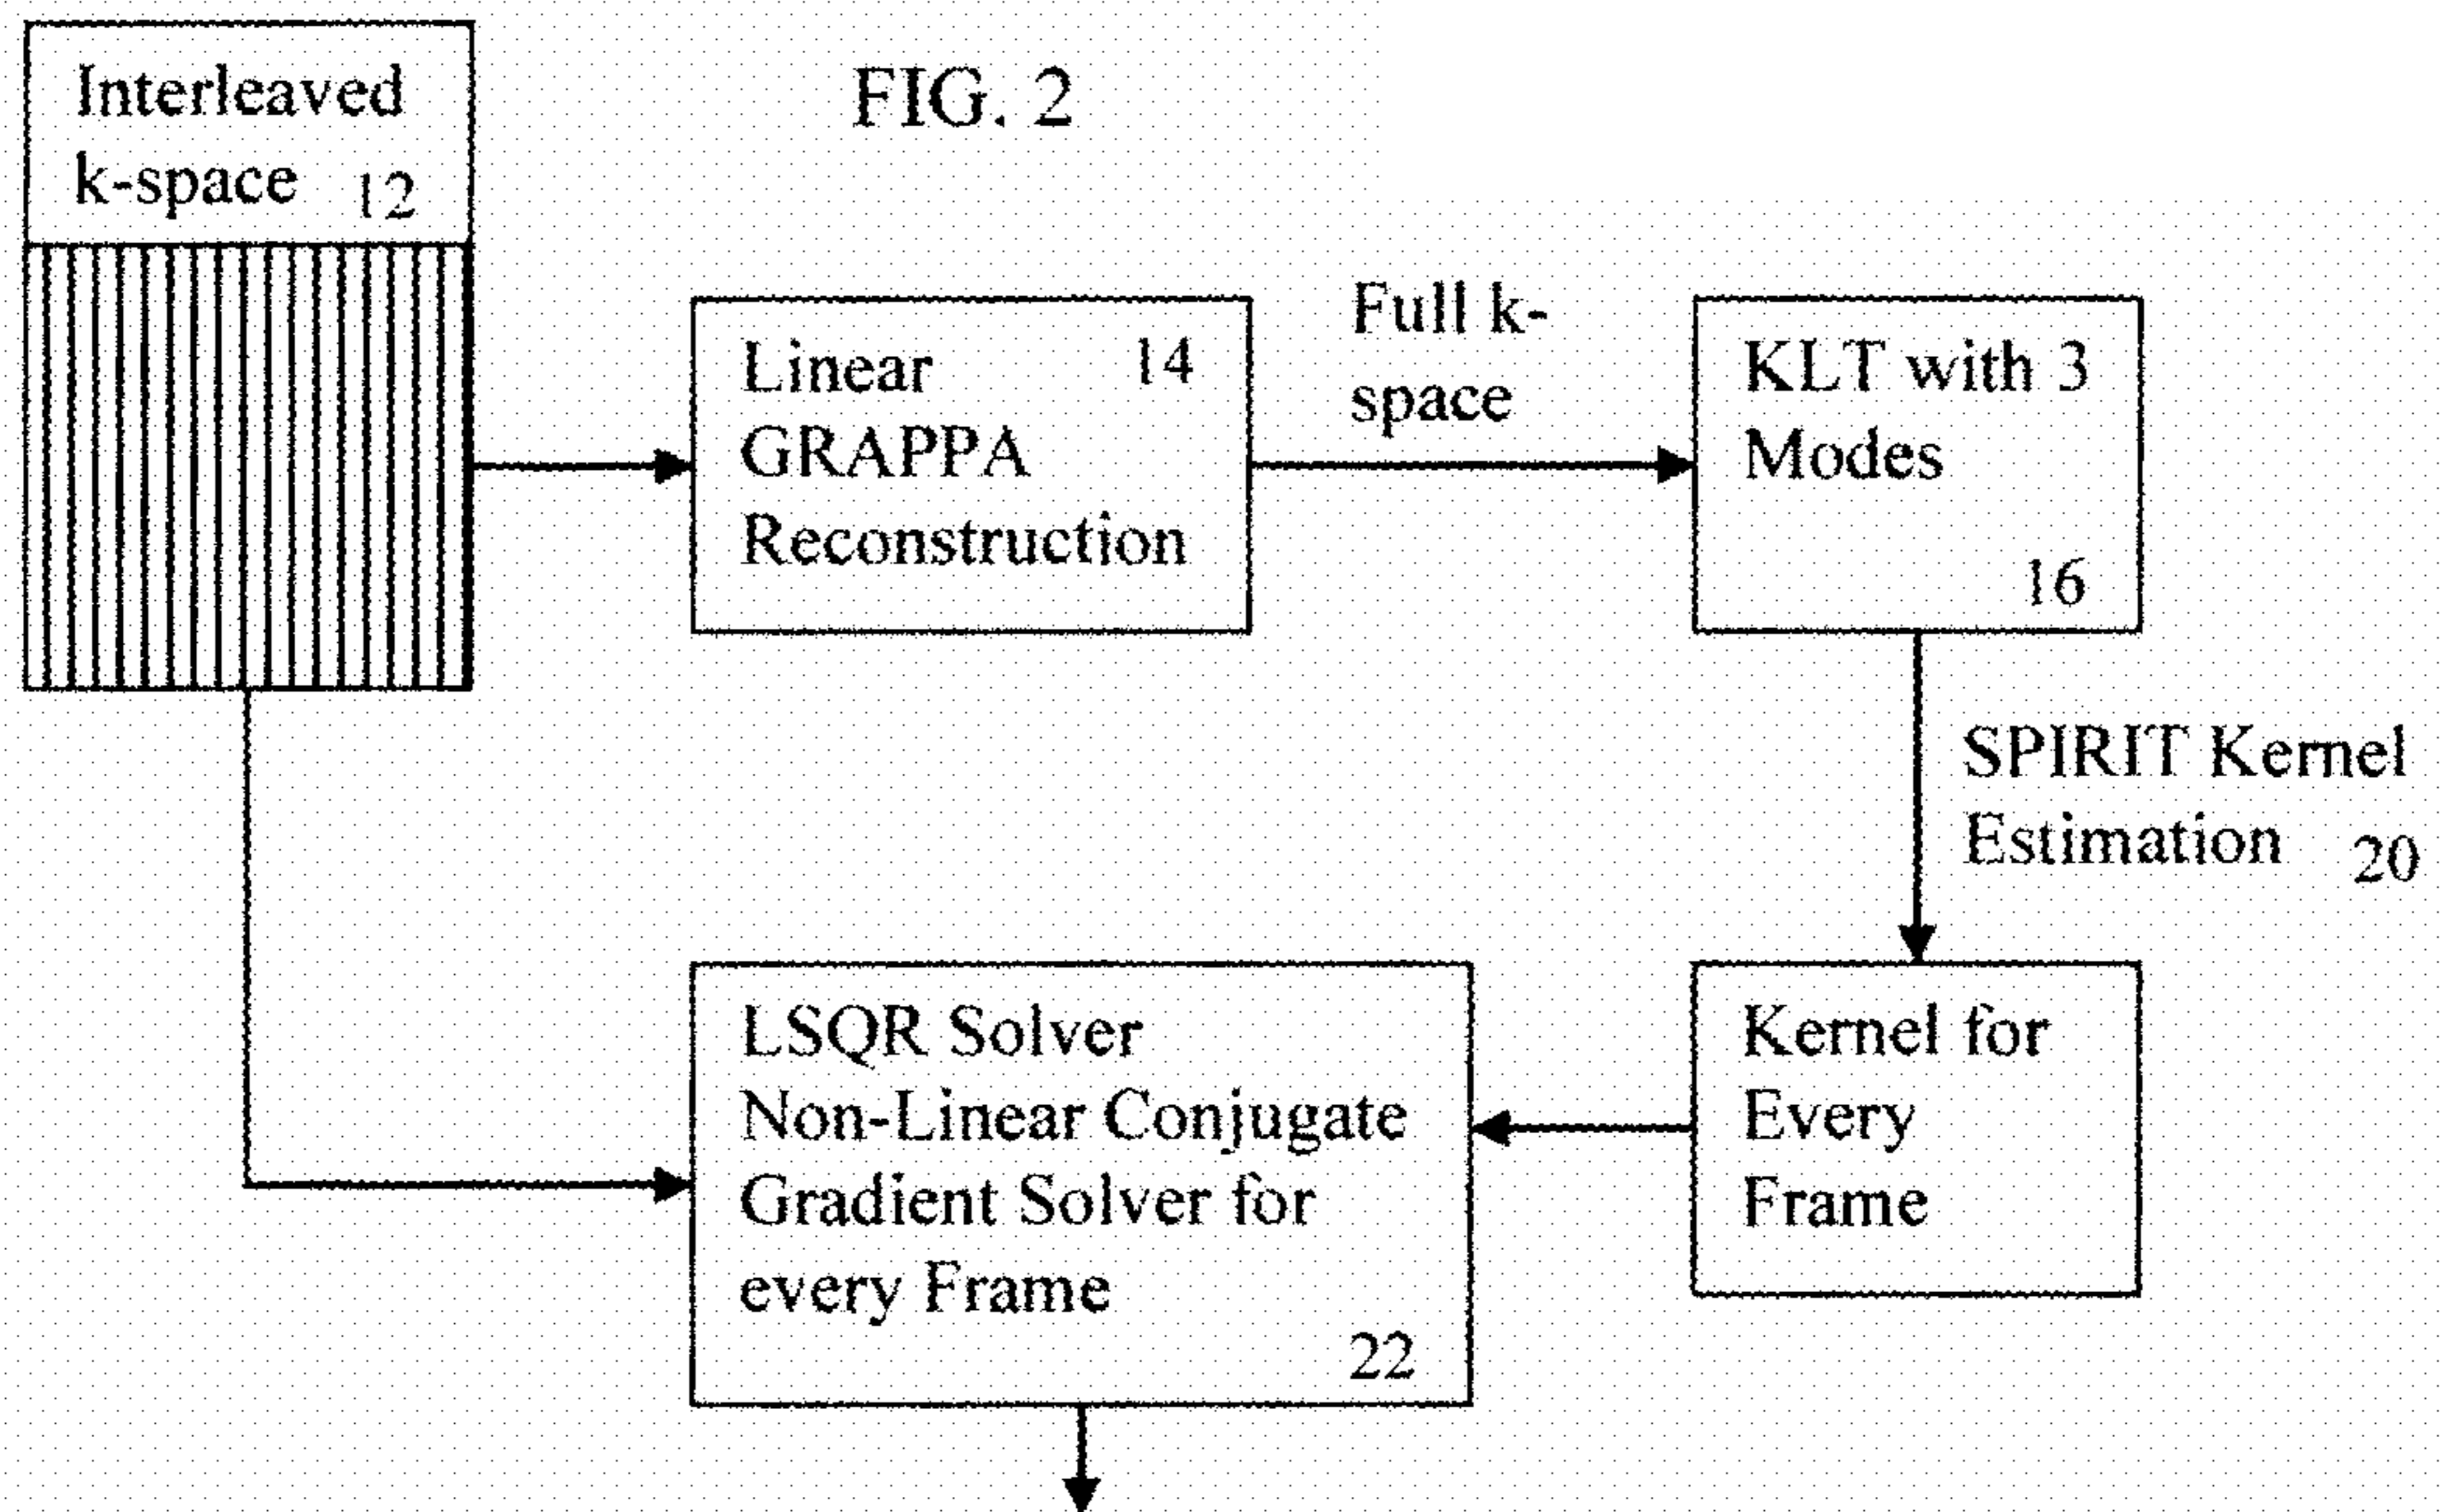 FIG. 2
Interleaved
k-space 12
Linear 14
GRAPPA
Reconstruction
Full k-
space
KLT with 3
Modes
16
SPIRIT Kernel
Estimation 20
LSQR Solver
Non-Linear Conjugate
Gradient Solver for
every Frame
22
Kernel for
Every
Frame